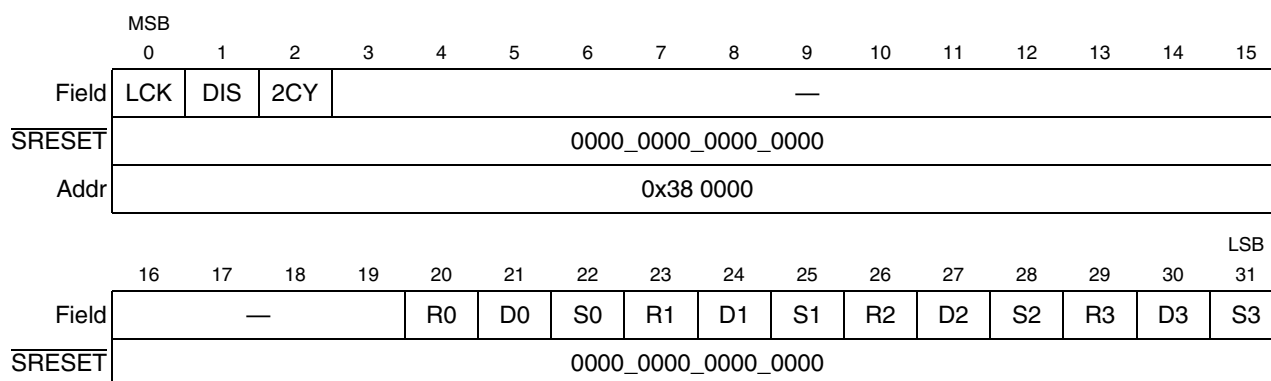 MSB
0 1 2 3 4 5 6 7 8 9 10 11 12 13 14 15
Field LCK DIS 2CY —
SRESET 0000_0000_0000_0000
Addr 0x38 0000
LSB
16 17 18 19 20 21 22 23 24 25 26 27 28 29 30 31
Field — R0 D0 S0 R1 D1 S1 R2 D2 S2 R3 D3 S3
SRESET 0000_0000_0000_0000